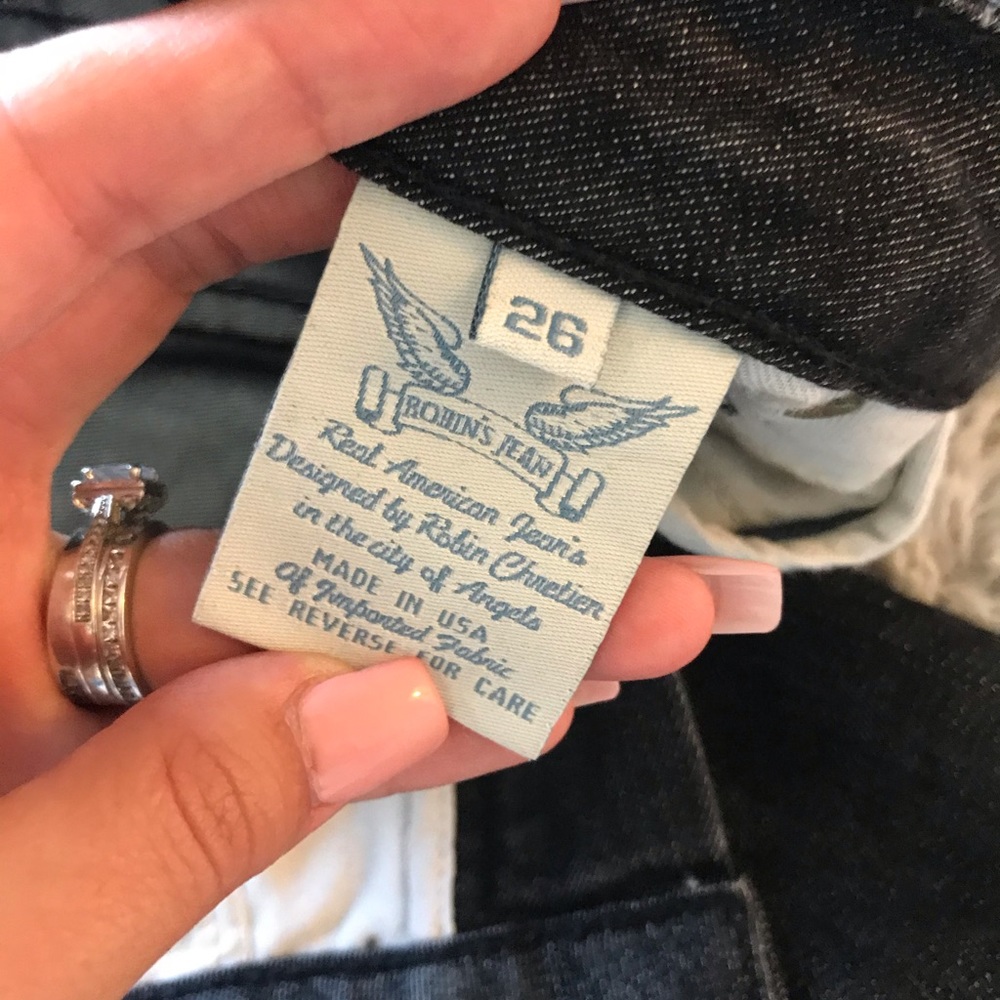 26
ROBIN'S JEAN
Real American Jean's
Designed by Robin Chretien
in the city of Angels
MADE IN USA
Of Imported Fabric
SEE REVERSE FOR CARE